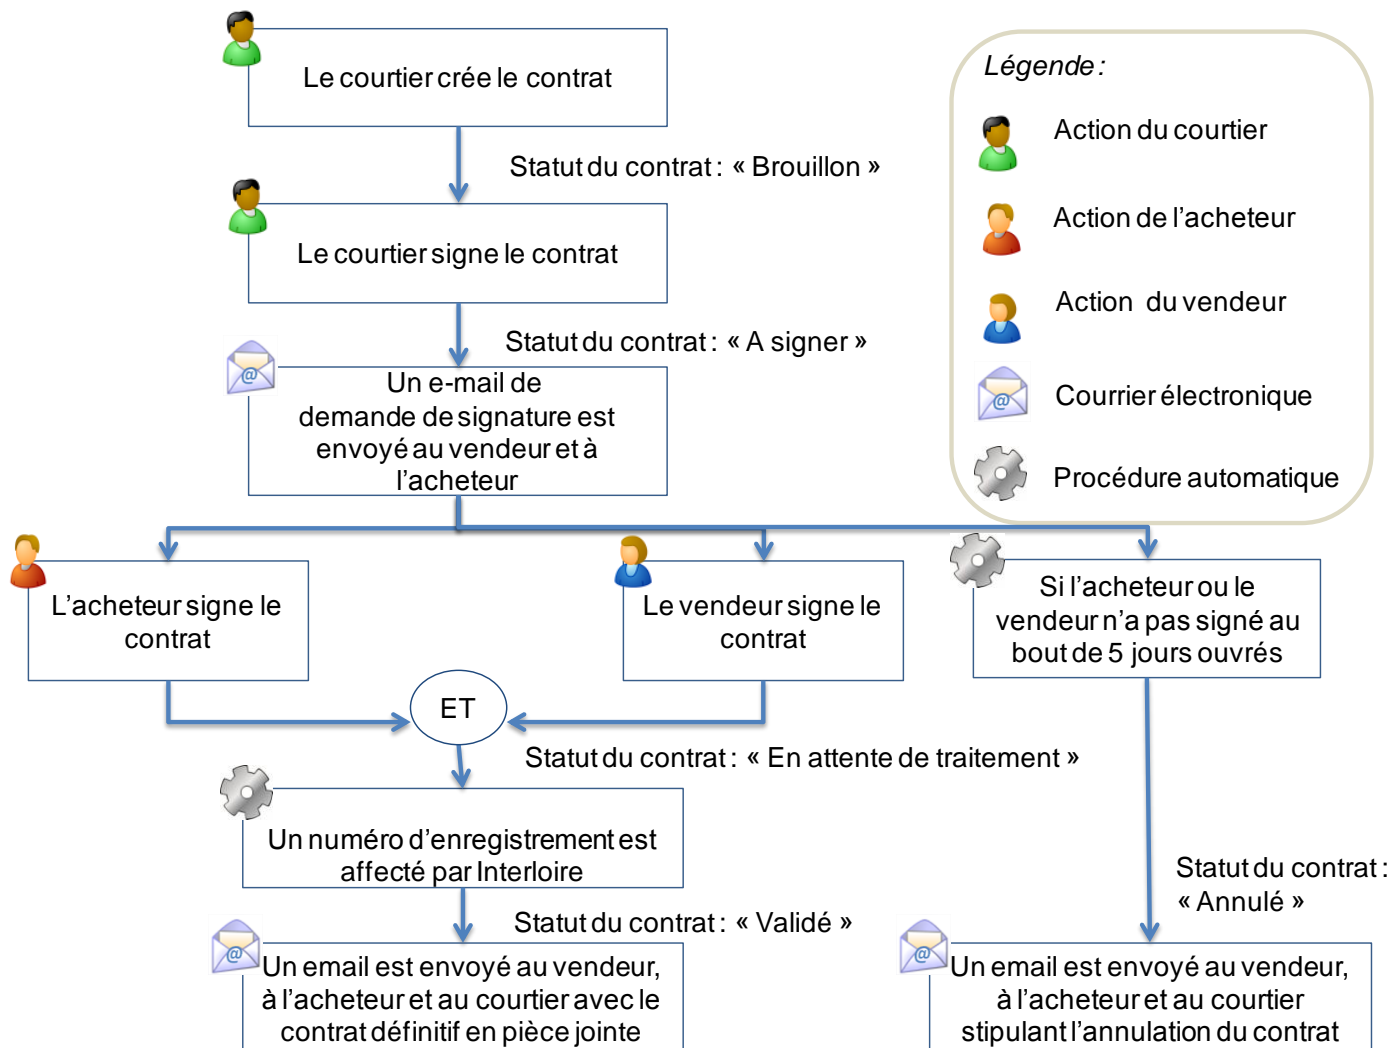 Le courtier crée le contrat
Statut du contrat : « Brouillon »
Le courtier signe le contrat
Statut du contrat : « A signer »
Un e-mail de
demande de signature est
envoyé au vendeur et à
l’acheteur
Légende :
Action du courtier
Action de l’acheteur
Action du vendeur
Courrier électronique
Procédure automatique
L’acheteur signe le
contrat
Le vendeur signe le
contrat
Si l’acheteur ou le
vendeur n’a pas signé au
bout de 5 jours ouvrés
ET
Statut du contrat : « En attente de traitement »
Un numéro d’enregistrement est
affecté par Interloire
Statut du contrat : « Validé »
Un email est envoyé au vendeur,
à l’acheteur et au courtier avec le
contrat définitif en pièce jointe
Statut du contrat :
« Annulé »
Un email est envoyé au vendeur,
à l’acheteur et au courtier
stipulant l’annulation du contrat